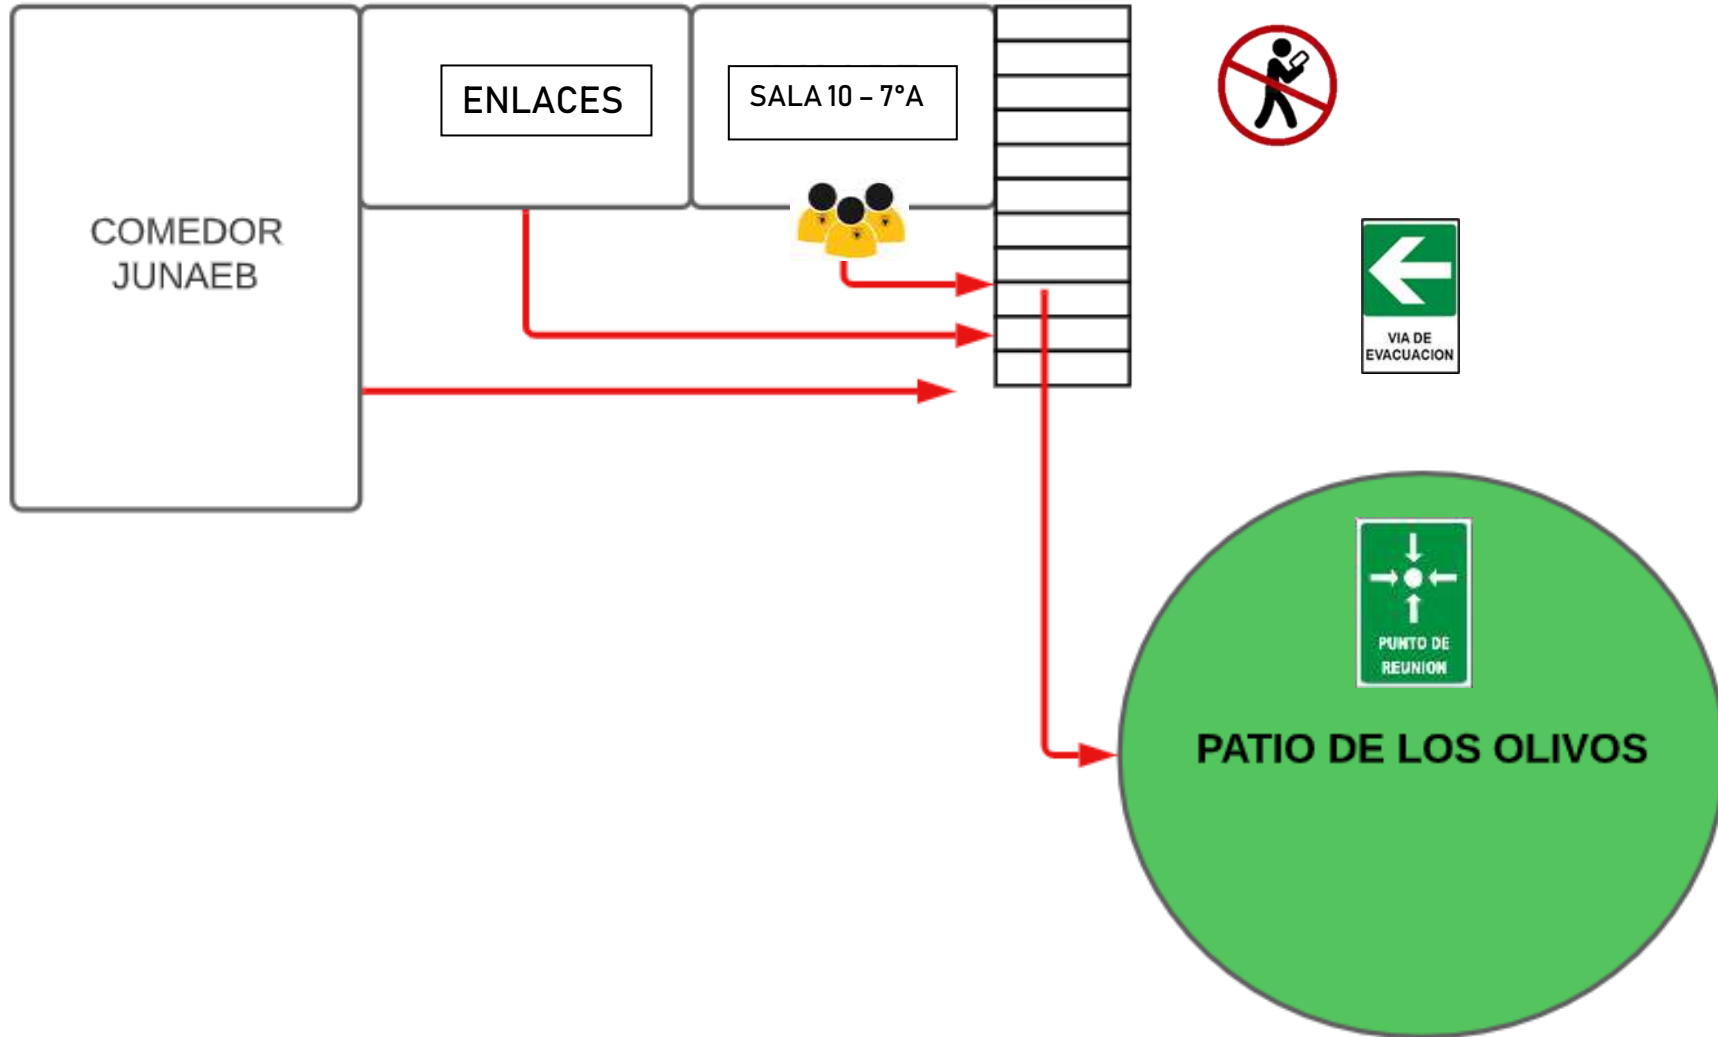 ENLACES
SALA 10 – 7°A
COMEDOR
JUNAEB
VIA DE
EVACUACION
PUNTO DE
REUNION
PATIO DE LOS OLIVOS